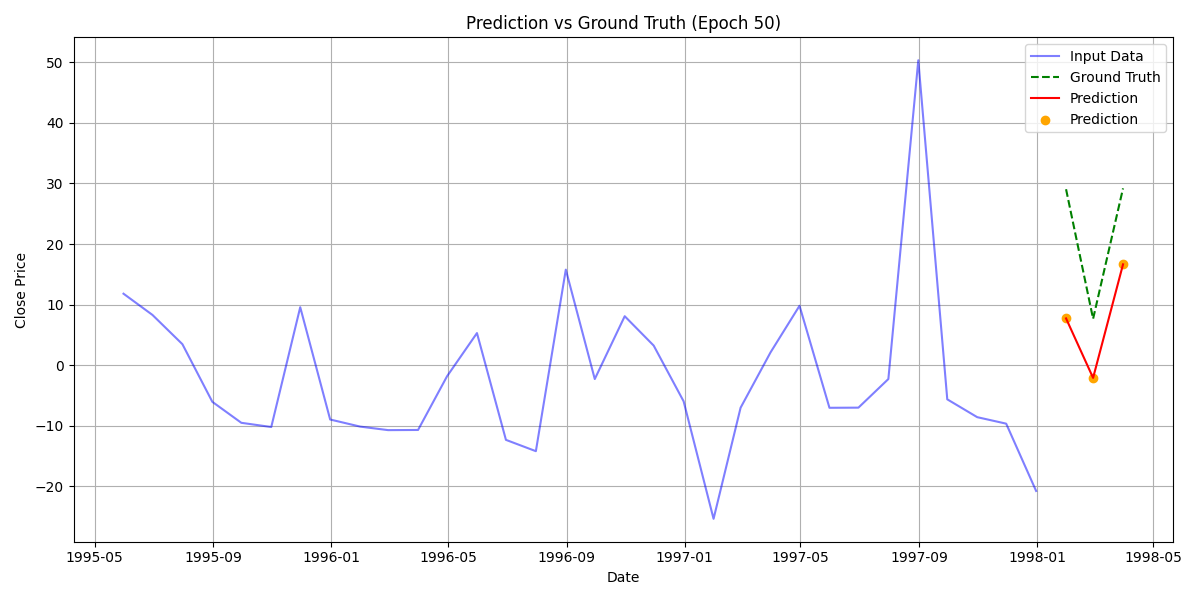 Prediction vs Ground Truth (Epoch 50)
Input Data
Ground Truth
Prediction
Prediction
Close Price
50
40
30
20
10
0
−10
−20
1995-05
1995-09
1996-01
1996-05
1996-09
1997-01
1997-05
1997-09
1998-01
1998-05
Date